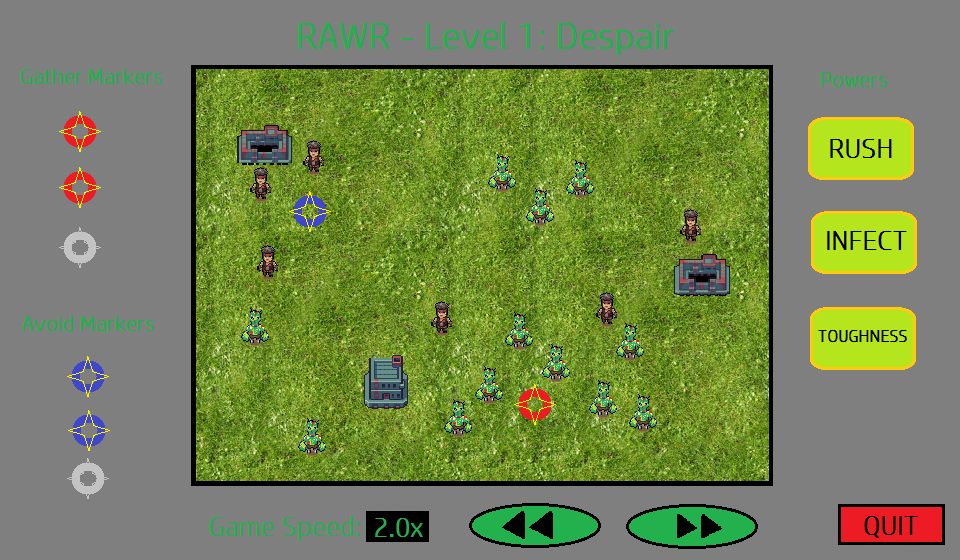 RAWR - Level 1: Despair
Gather Markers
Powers
RUSH
INFECT
Avoid Markers
TOUGHNESS
Game Speed: 2.0x
QUIT